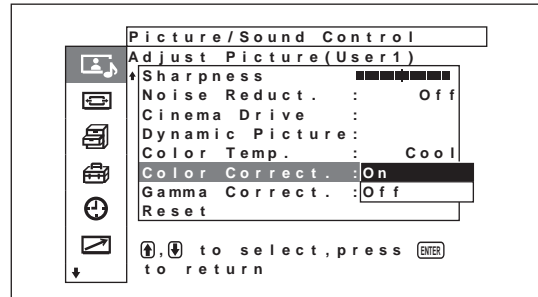 Picture/Sound Control
Adjust Picture(User1)
Sharpness
Noise Reduct. : Off
Cinema Drive :
Dynamic Picture:
Color Temp. : Cool
Color Correct. : On
Gamma Correct. : Off
Reset
, to select,press ENTER
to return